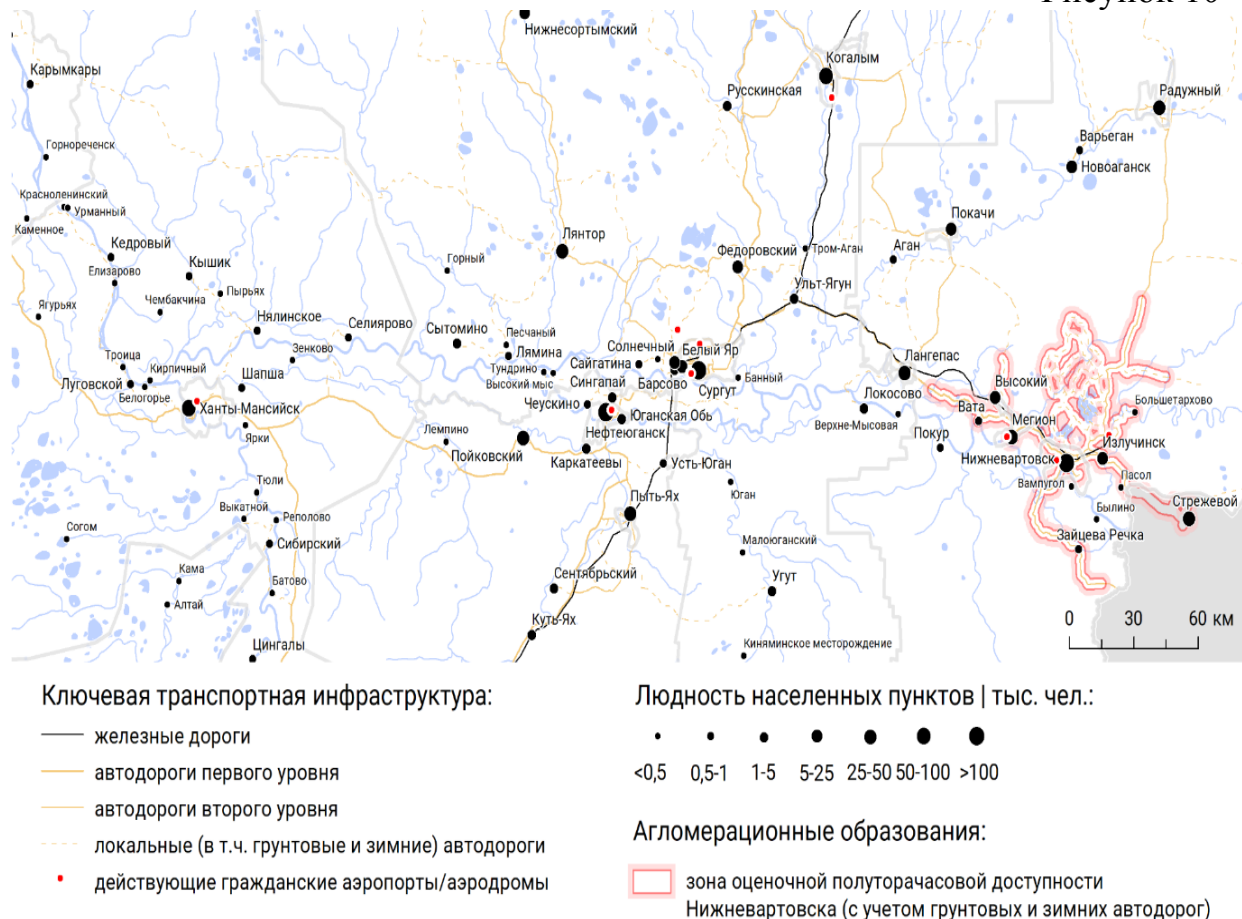 Рисунок 10
Нижнесортымский
Когалым
Карымкары
Русскинская
Радужный
Варьеган
Горнореченск
Новоаганск
Красноленинский
Урманный
Каменное
Покачи
Лянтор
Федоровский
Тром-Аган
Аган
Кедровый
Горный
Елизарово
Кышик
Ульт-Ягун
Чембакчина
Пырьях
Ягурьях
Нялинское
Селиярово
Сытомино
Песчаный
Солнечный
Белый Яр
Зенково
Лямина
Лангепас
Троица
Кирпичный
Тундрино
Сайгатина
Высокий
Луговской
Шапша
Высокий мыс
Сингапай
Барсово
Сургут
Банный
Локосово
Вата
Большетархово
Белогорье
Ханты-Мансийск
Чеускино
Юганская Обь
Верхне-Мысовая
Мегион
Ярки
Лемпино
Нефтеюганск
Покур
Излучинск
Пойковский
Каркатеевы
Усть-Юган
Нижневартовск
Тюли
Юган
Вампугол
Пасол
Пыть-Ях
Стрежевой
Выкатной
Реполово
Былино
Согом
Сибирский
Малоюганский
Зайцева Речка
Кама
Сентябрьский
Угут
Батово
Алтай
Куть-Ях
Цингалы
Киняминское месторождение
0 30 60 км
Ключевая транспортная инфраструктура:
железные дороги
автодороги первого уровня
автодороги второго уровня
локальные (в т.ч. грунтовые и зимние) автодороги
действующие гражданские аэропорты/аэродромы
Людность населенных пунктов | тыс. чел.:
<0,5 0,5-1 1-5 5-25 25-50 50-100 >100
Агломерационные образования:
зона оценочной полуторачасовой доступности
Нижневартовска (с учетом грунтовых и зимних автодорог)